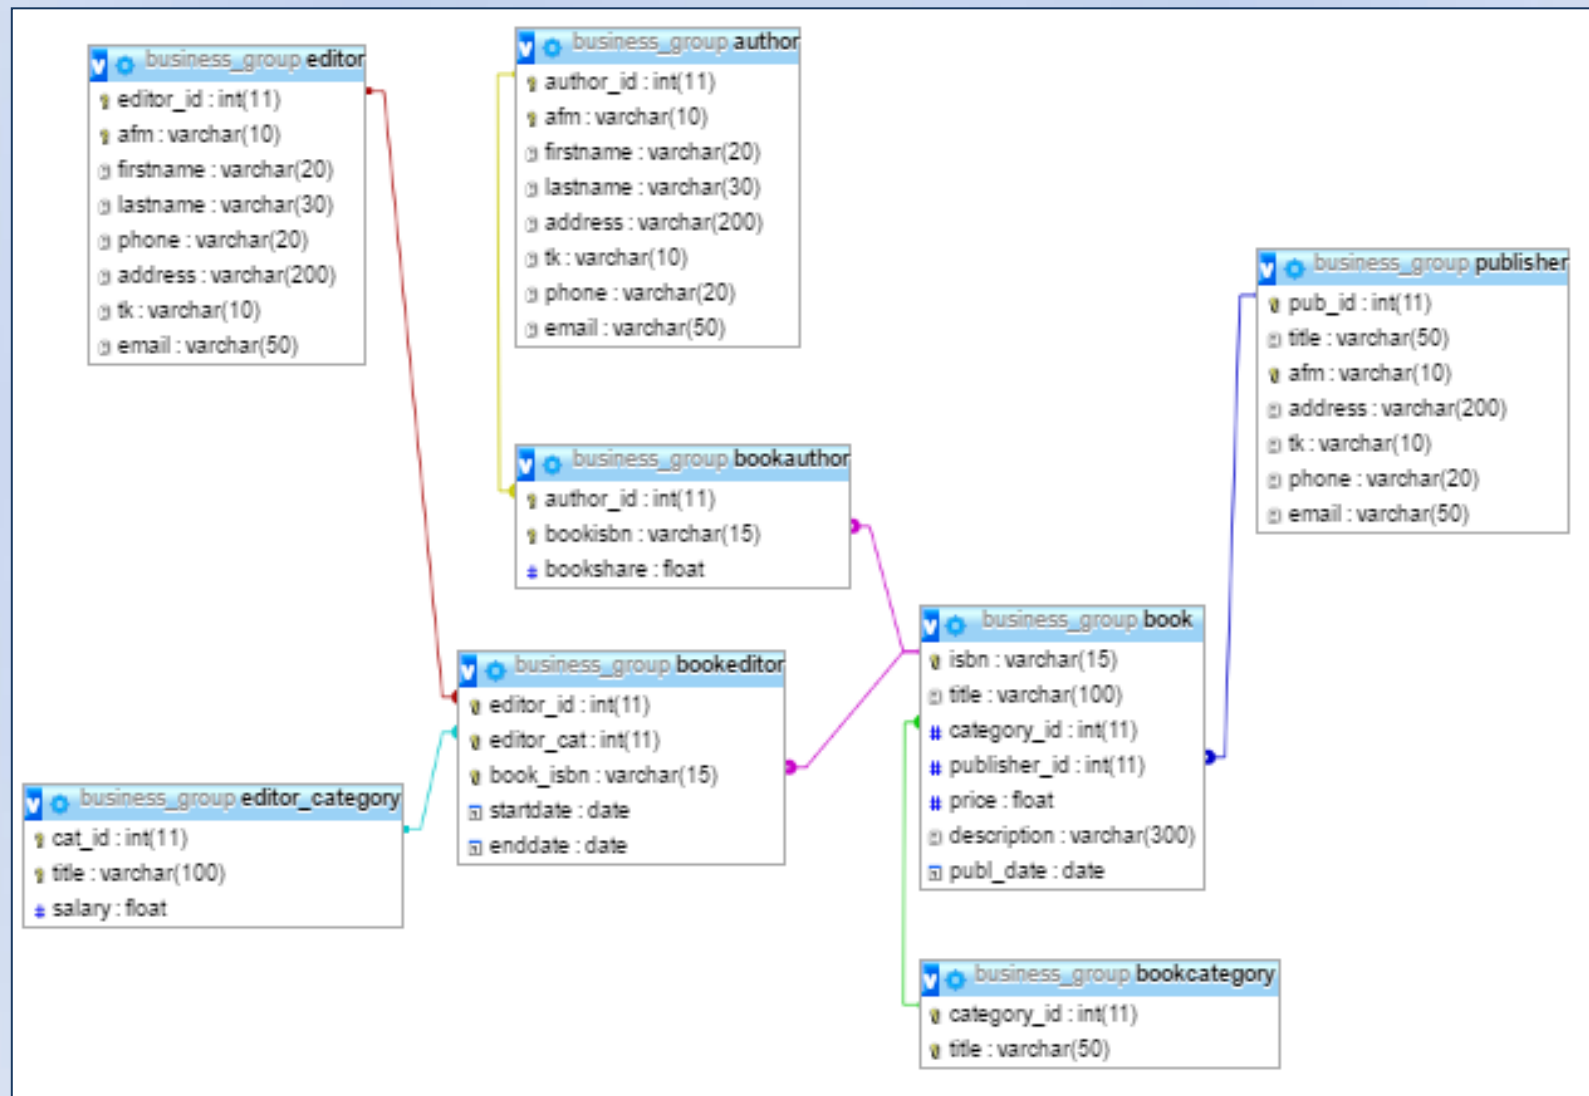 business_group editor
editor_id : int(11)
afm : varchar(10)
firstname : varchar(20)
lastname : varchar(30)
phone : varchar(20)
address : varchar(200)
tk : varchar(10)
email : varchar(50)
business_group author
author_id : int(11)
afm : varchar(10)
firstname : varchar(20)
lastname : varchar(30)
address : varchar(200)
tk : varchar(10)
phone : varchar(20)
email : varchar(50)
business_group publisher
pub_id : int(11)
title : varchar(50)
afm : varchar(10)
address : varchar(200)
tk : varchar(10)
phone : varchar(20)
email : varchar(50)
business_group bookauthor
author_id : int(11)
bookisbn : varchar(15)
# bookshare : float
business_group bookeditor
editor_id : int(11)
editor_cat : int(11)
book_isbn : varchar(15)
startdate : date
enddate : date
business_group book
isbn : varchar(15)
title : varchar(100)
# category_id : int(11)
# publisher_id : int(11)
# price : float
description : varchar(300)
publ_date : date
business_group editor_category
cat_id : int(11)
title : varchar(100)
# salary : float
business_group bookcategory
category_id : int(11)
title : varchar(50)